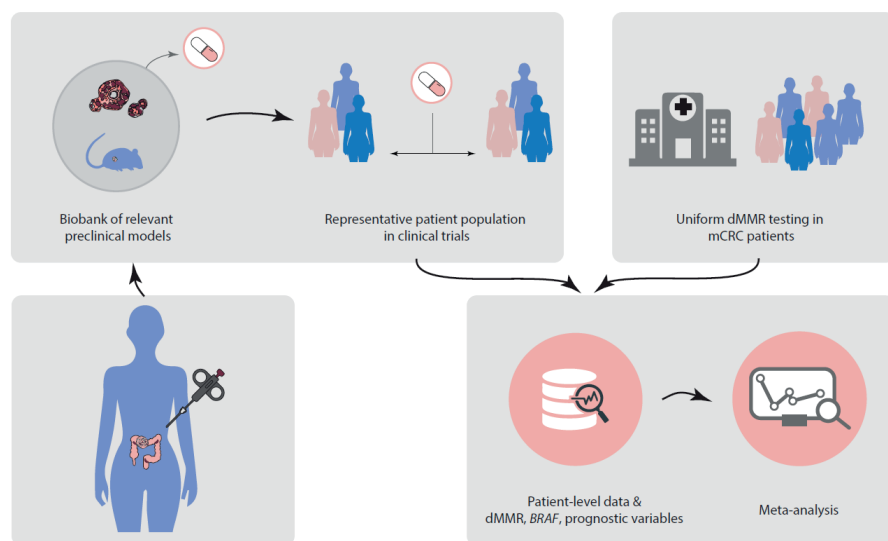 Biobank of relevant
preclinical models
Representative patient population
in clinical trials
Uniform dMMR testing in
mCRC patients
Patient-level data &
dMMR, BRAF, prognostic variables
Meta-analysis